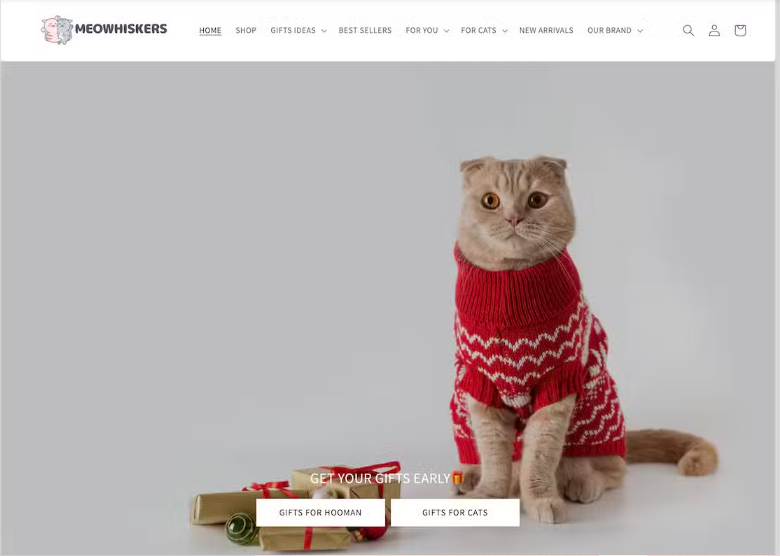 MEOWHISKERS
HOME SHOP GIFTS IDEAS BEST SELLERS FOR YOU FOR CATS NEW ARRIVALS OUR BRAND
GET YOUR GIFTS EARLY🎁
GIFTS FOR HOOMAN GIFTS FOR CATS